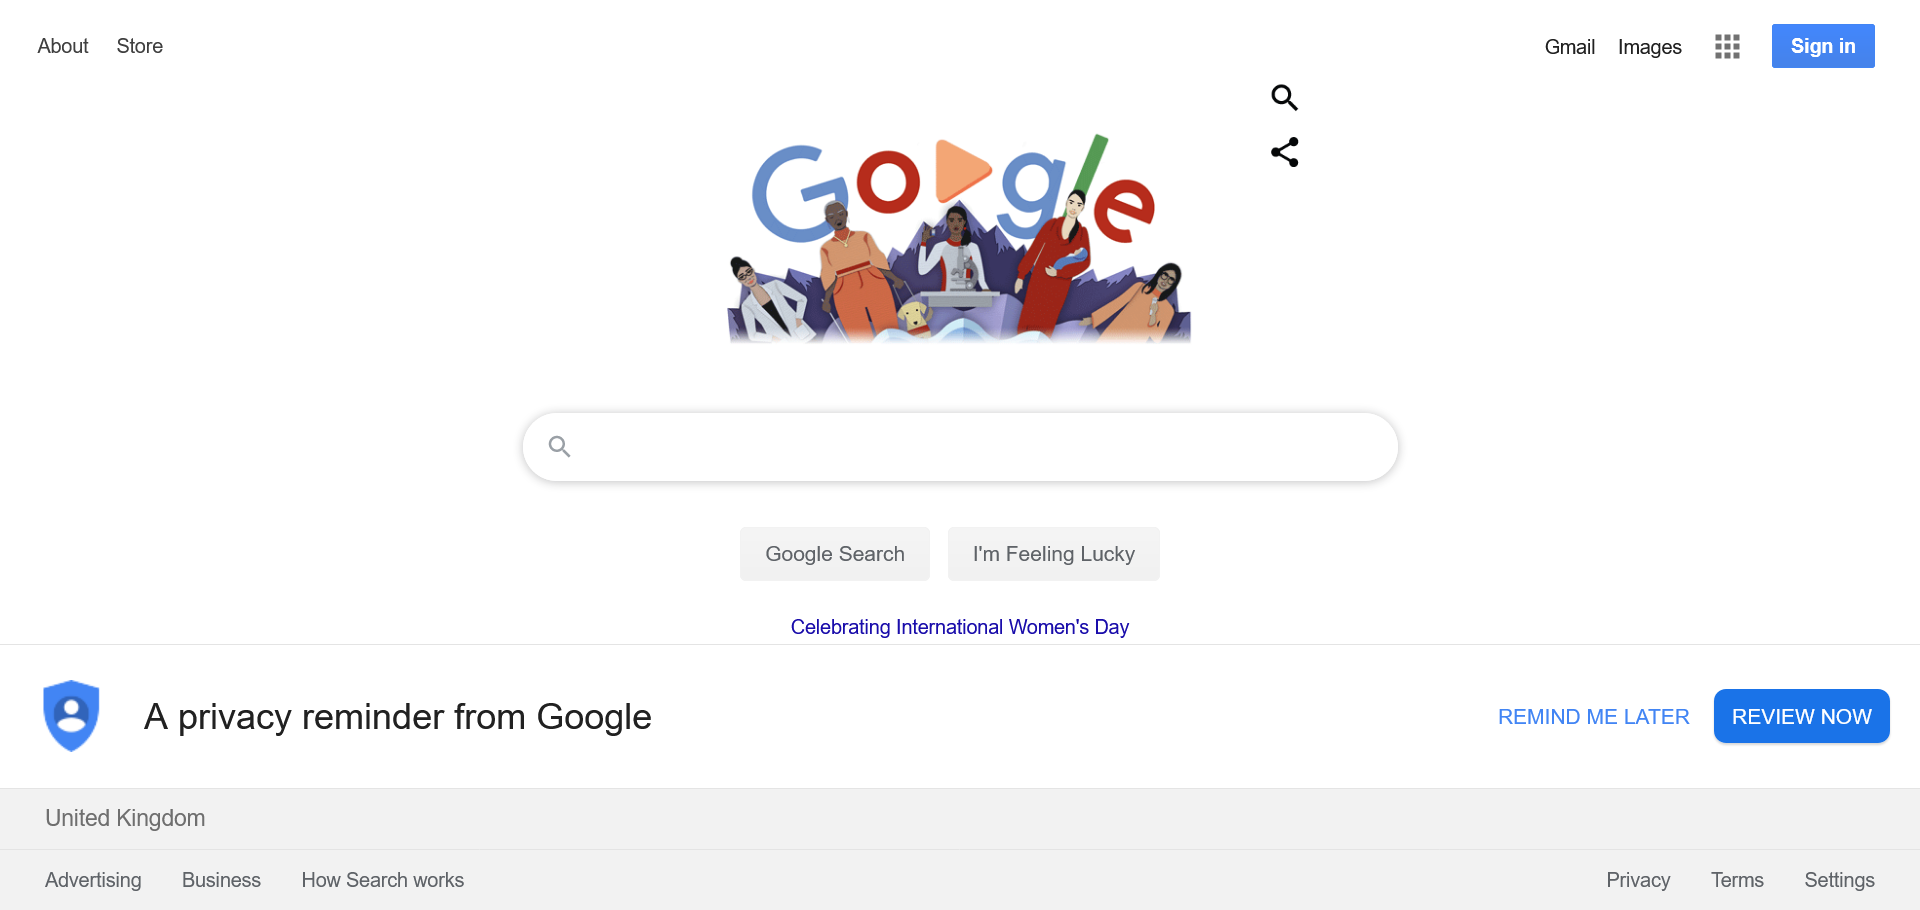 About Store
Gmail Images Sign in
Google
Google Search I'm Feeling Lucky
Celebrating International Women's Day
A privacy reminder from Google
REMIND ME LATER REVIEW NOW
United Kingdom
Advertising Business How Search works
Privacy Terms Settings